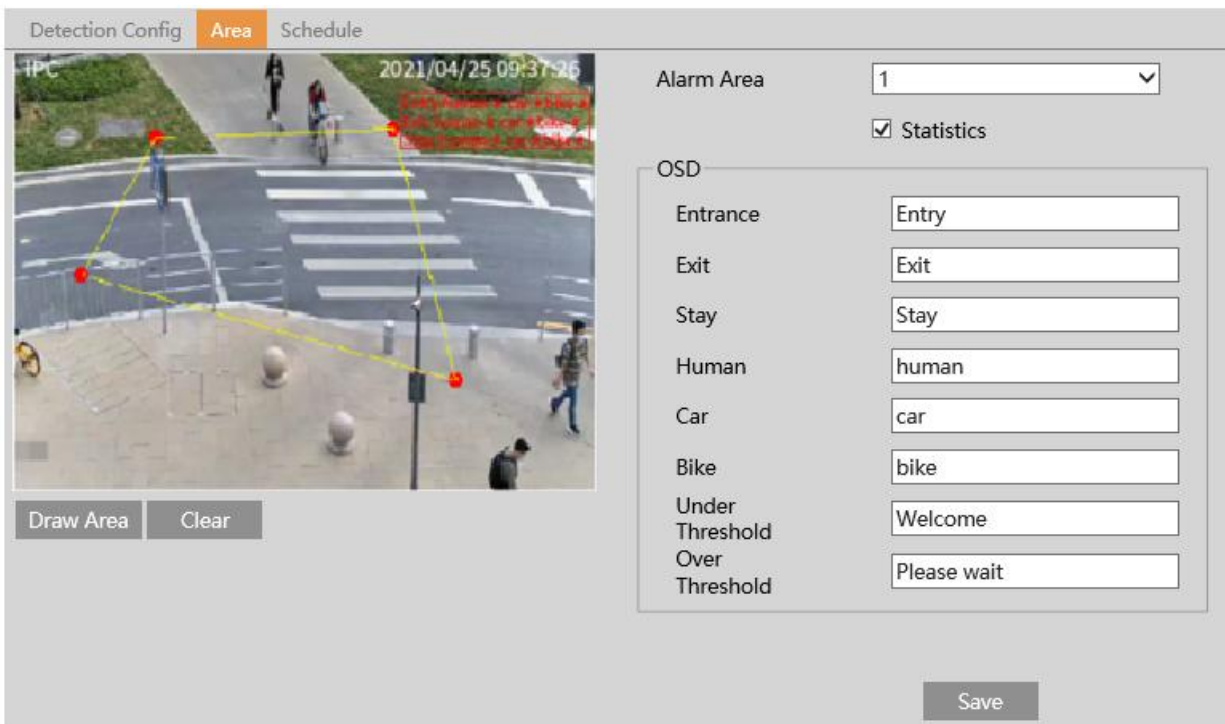 Detection Config Area Schedule
IPC 2021/04/25 09:37:26
Alarm Area 1
Statistics
OSD
Entrance Entry
Exit Exit
Stay Stay
Human human
Car car
Bike bike
Under
Threshold Welcome
Over
Threshold Please wait
Draw Area Clear
Save